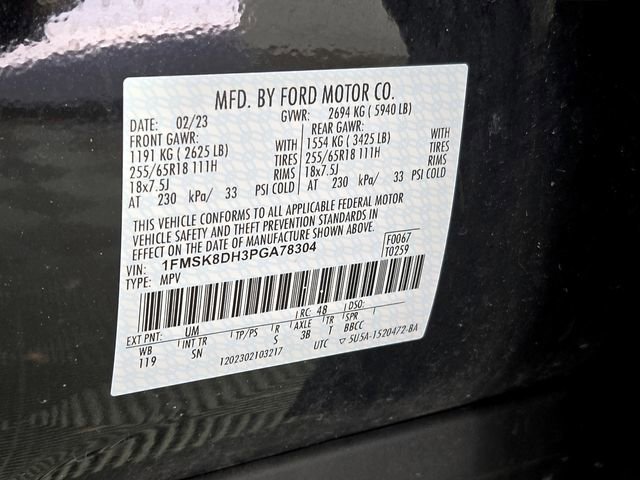 MFD. BY FORD MOTOR CO.
DATE: 02/23 GVWR: 2694 KG ( 5940 LB)
FRONT GAWR: REAR GAWR:
1191 KG ( 2625 LB) WITH 1554 KG ( 3425 LB) WITH
255/65R18 111H TIRES 255/65R18 111H TIRES
18x7.5J RIMS 18x7.5J RIMS
AT 230 kPa/ 33 PSI COLD AT 230 kPa/ 33 PSI COLD
THIS VEHICLE CONFORMS TO ALL APPLICABLE FEDERAL MOTOR
VEHICLE SAFETY AND THEFT PREVENTION STANDARDS IN
EFFECT ON THE DATE OF MANUFACTURE SHOWN ABOVE.
VIN: 1FMSK8DH3PGA78304 F0067
TYPE: MPV T0259
EXT PNT: UM RC: 48 DSO:
WB INT TR TP/PS R AXLE TR SPR
119 SN S 3B T BBCC
1202302103217 UTC ▽ 5U5A-1520472-BA